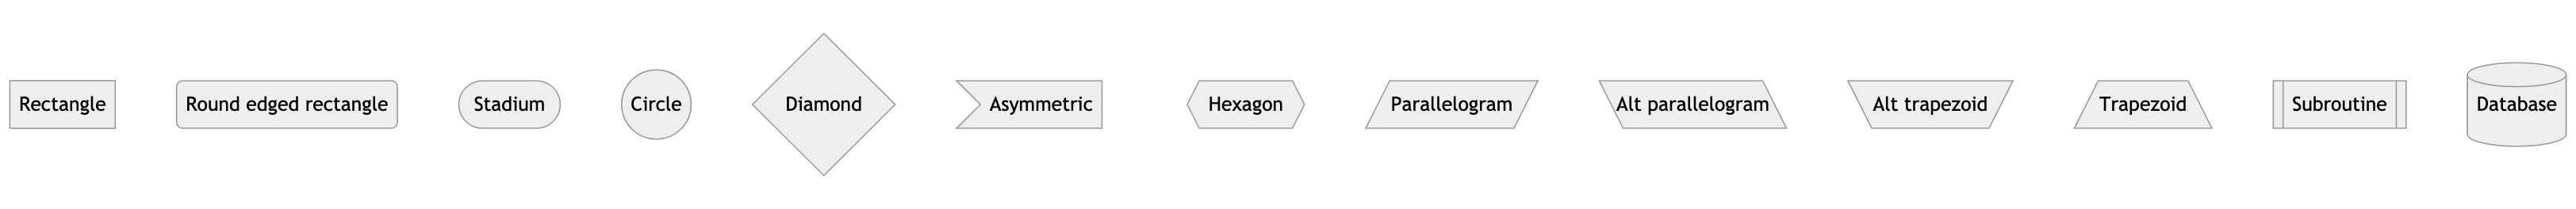 Rectangle
Round edged rectangle
Stadium
Circle
Diamond
Asymmetric
Hexagon
Parallelogram
Alt parallelogram
Alt trapezoid
Trapezoid
Subroutine
Database